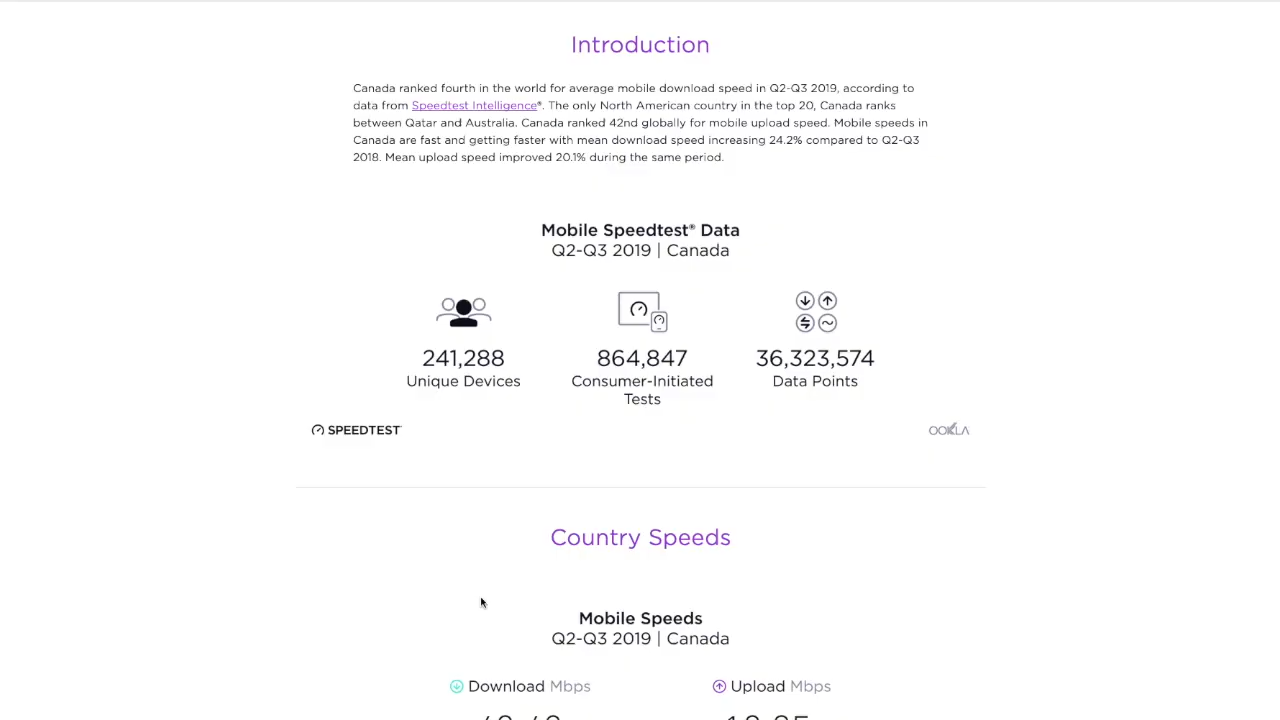 Introduction
Canada ranked fourth in the world for average mobile download speed in Q2-Q3 2019, according to
data from Speedtest Intelligence®. The only North American country in the top 20, Canada ranks
between Qatar and Australia. Canada ranked 42nd globally for mobile upload speed. Mobile speeds in
Canada are fast and getting faster with mean download speed increasing 24.2% compared to Q2-Q3
2018. Mean upload speed improved 20.1% during the same period.
Mobile Speedtest® Data
Q2-Q3 2019 | Canada
241,288
Unique Devices
864,847
Consumer-Initiated
Tests
36,323,574
Data Points
SPEEDTEST
OOKLA
Country Speeds
Mobile Speeds
Q2-Q3 2019 | Canada
Download Mbps
Upload Mbps